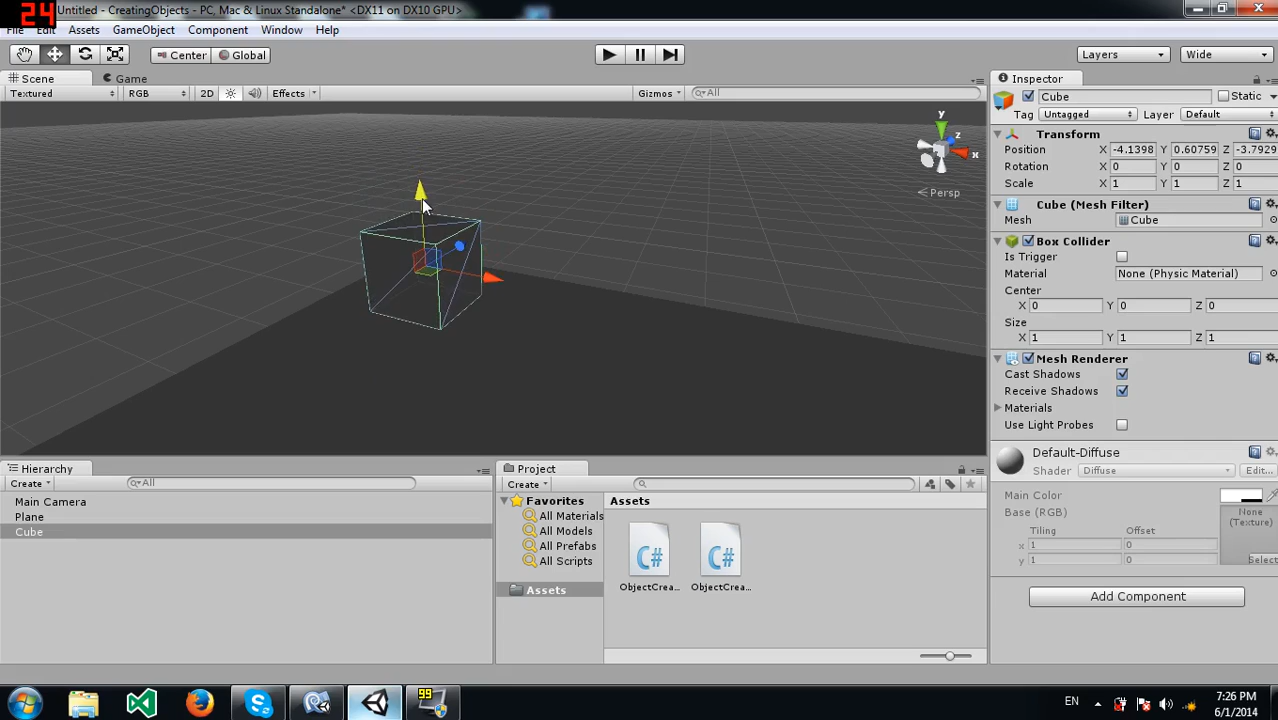 24
Untitled - CreatingObjects - PC, Mac & Linux Standalone* <DX11 on DX10 GPU>
File Edit Assets GameObject Component Window Help
Center Global Layers Wide
Scene Game
Textured RGB 2D Effects Gizmos All
y
z
x
Persp
Inspector
Cube Static
Tag Untagged Layer Default
Transform
Position X -4.1398 Y 0.60759 Z -3.7929
Rotation X 0 Y 0 Z 0
Scale X 1 Y 1 Z 1
Cube (Mesh Filter)
Mesh Cube
Box Collider
Is Trigger
Material None (Physic Material)
Center
X 0 Y 0 Z 0
Size
X 1 Y 1 Z 1
Mesh Renderer
Cast Shadows
Receive Shadows
Materials
Use Light Probes
Default-Diffuse
Shader Diffuse Edit...
Main Color
Base (RGB) None
(Texture)
Tiling Offset
x 1 0
y 1 0 Select
Add Component
Hierarchy
Create All
Main Camera
Plane
Cube
Project
Create
Favorites
All Materials
All Models
All Prefabs
All Scripts
Assets
Assets
C# C#
ObjectCrea... ObjectCrea...
99
EN
7:26 PM
6/1/2014